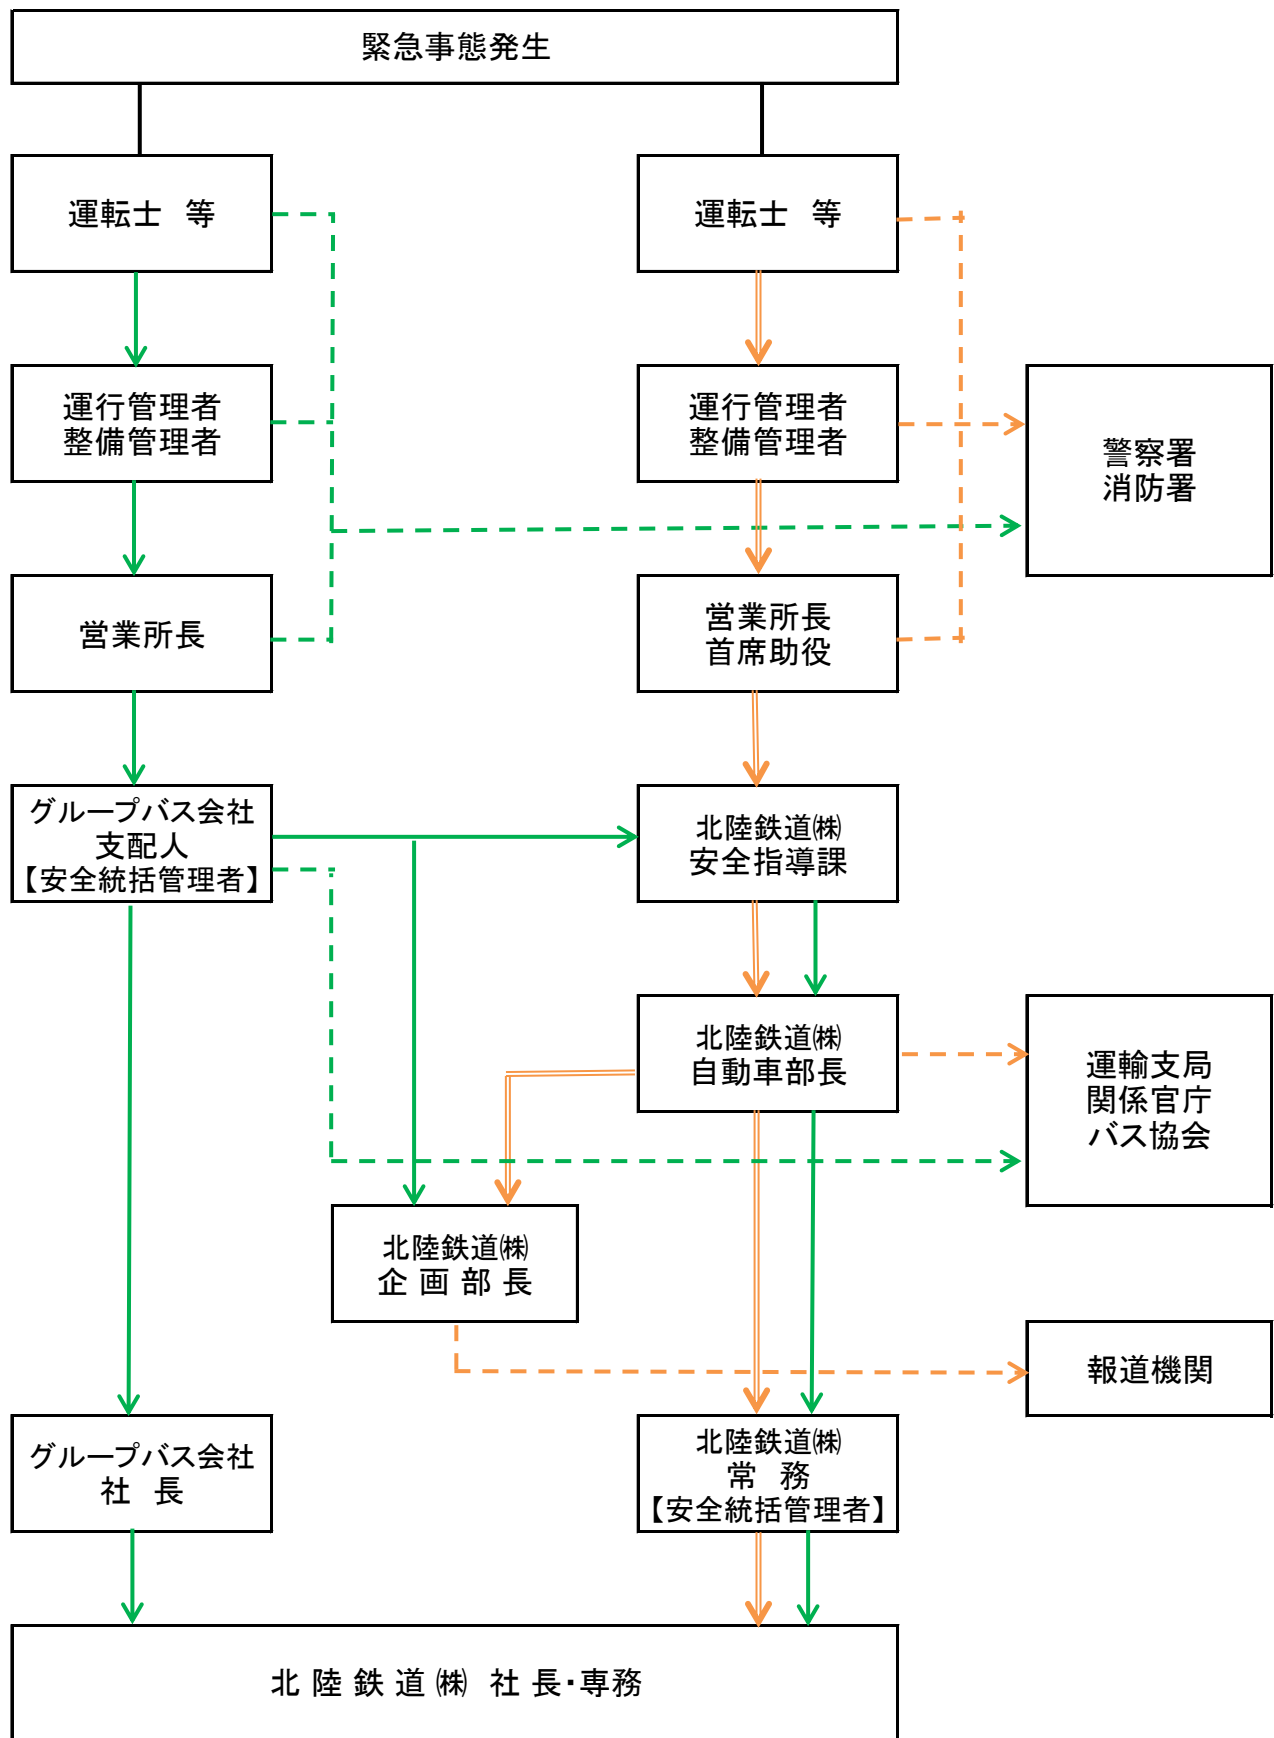 緊急事態発生
運転士　等
運転士　等
運行管理者
整備管理者
運行管理者
整備管理者
警察署
消防署
営業所長
営業所長
首席助役
グループバス会社
支配人
【安全統括管理者】
北陸鉄道㈱
安全指導課
北陸鉄道㈱
自動車部長
運輸支局
関係官庁
バス協会
北陸鉄道㈱
企 画 部 長
報道機関
グループバス会社
社　長
北陸鉄道㈱
常　務
【安全統括管理者】
北 陸 鉄 道 ㈱　社 長・専務